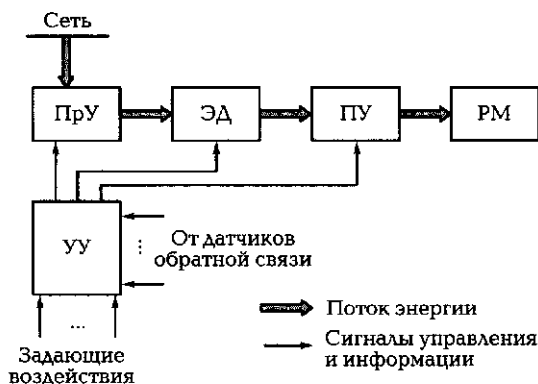 Сеть
ПрУ
ЭД
ПУ
РМ
УУ
...
От датчиков
обратной связи
...
Задающие
воздействия
Поток энергии
Сигналы управления
и информации